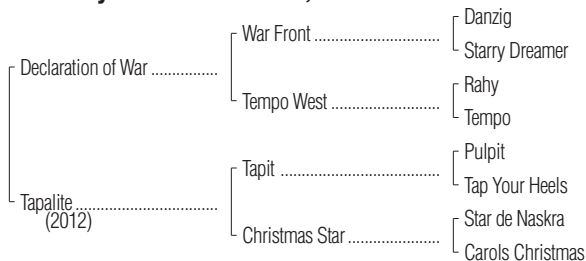 Danzig
War Front ........................................
Starry Dreamer
Declaration of War ................
Rahy
Tempo West ..................................
Tempo
Pulpit
Tapit ..............................................
Tap Your Heels
Tapalite ...................................
(2012)
Star de Naskra
Christmas Star .............................
Carols Christmas